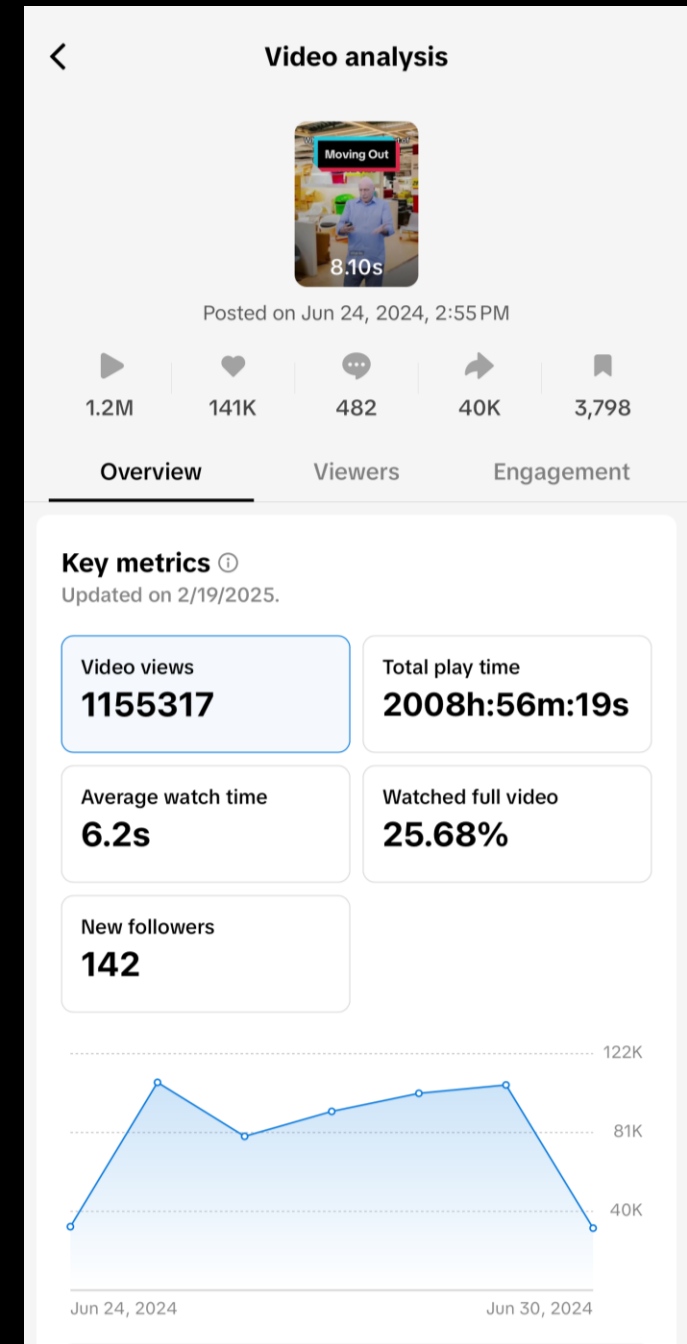 Video analysis
Moving Out
8.10s
Posted on Jun 24, 2024, 2:55 PM
1.2M 141K 482 40K 3,798
Overview Viewers Engagement
Key metrics
Updated on 2/19/2025.
Video views Total play time
1155317 2008h:56m:19s
Average watch time Watched full video
6.2s 25.68%
New followers
142
122K
81K
40K
Jun 24, 2024 Jun 30, 2024